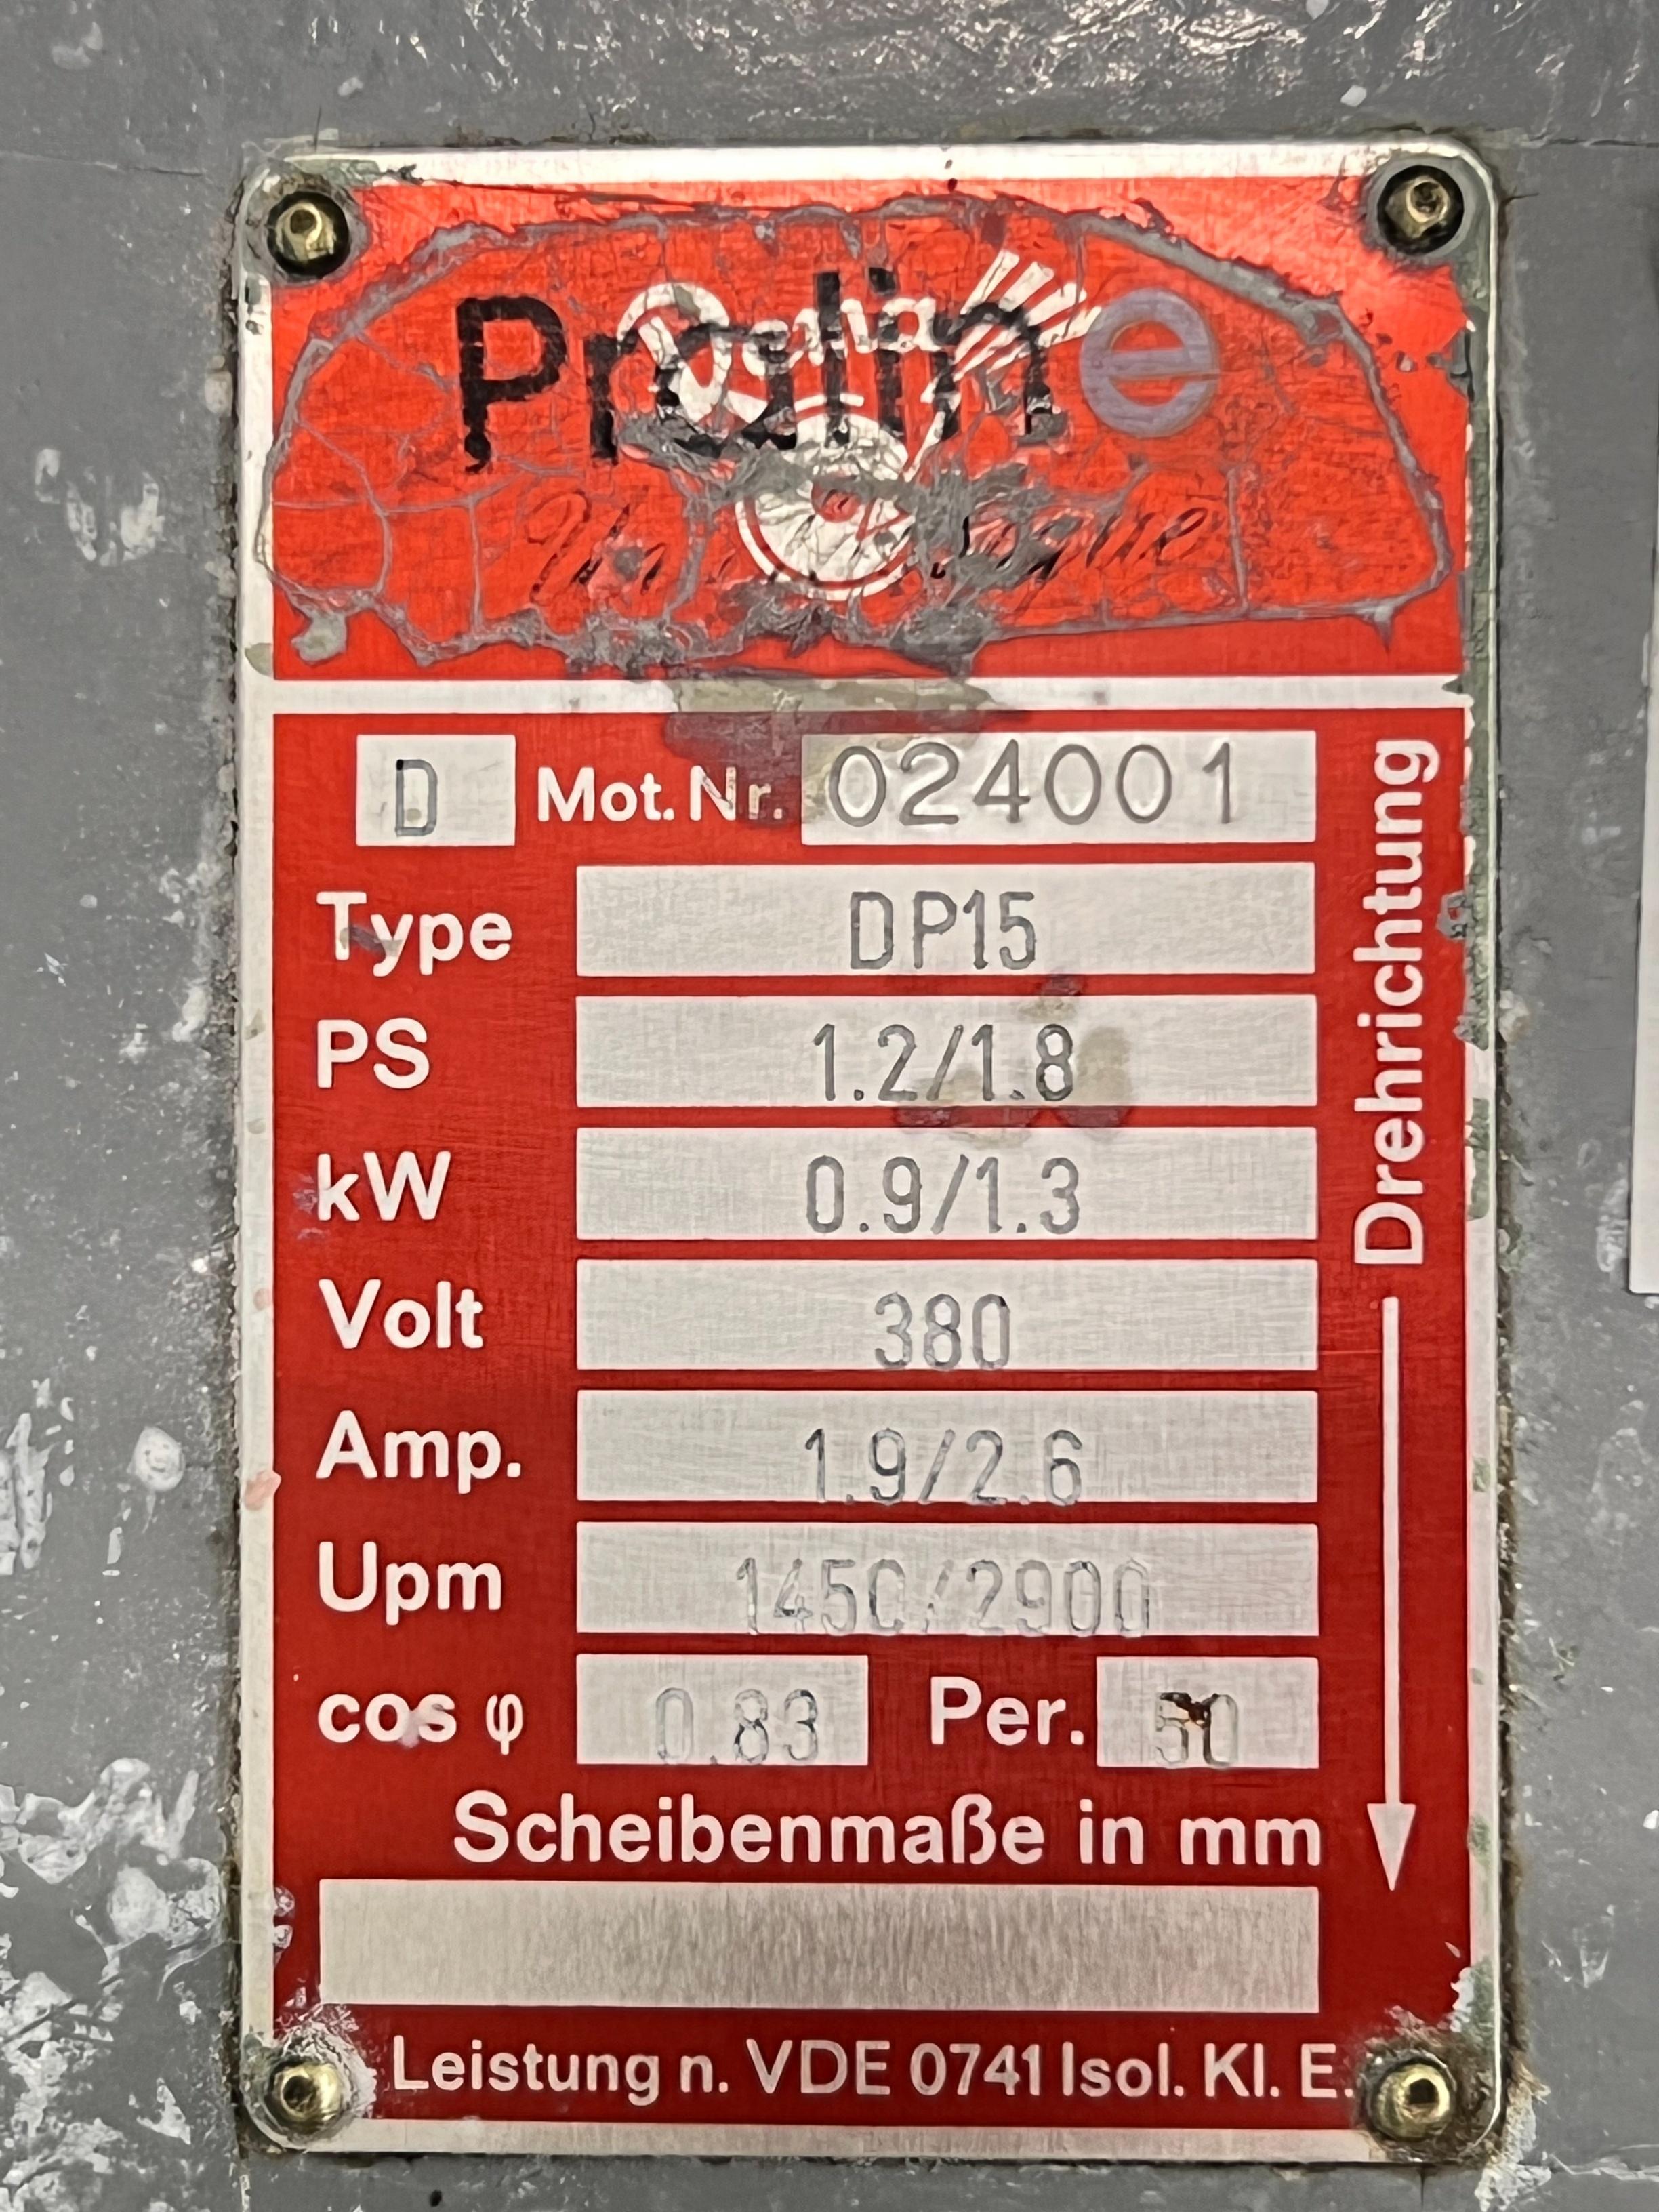 Praline
D Mot. Nr. 024001
Type DP15
PS 1.2/1.8
kW 0.9/1.3
Volt 380
Amp. 1.9/2.6
Upm 1450/2900
cos φ 0.83 Per. 50
Scheibenmaße in mm
Leistung n. VDE 0741 Isol. Kl. E.
Drehrichtung